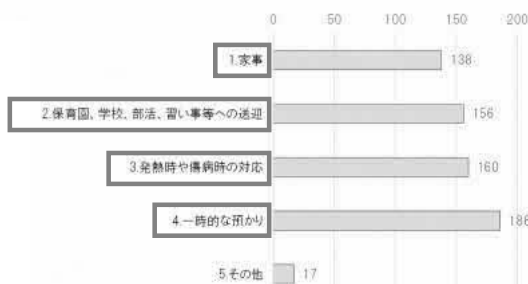 0 50 100 150 200
1.家事 138
2.保育園、学校、部活、習い事等への送迎 156
3.発熱時や傷病時の対応 160
4.一時的な預かり 186
5.その他 17